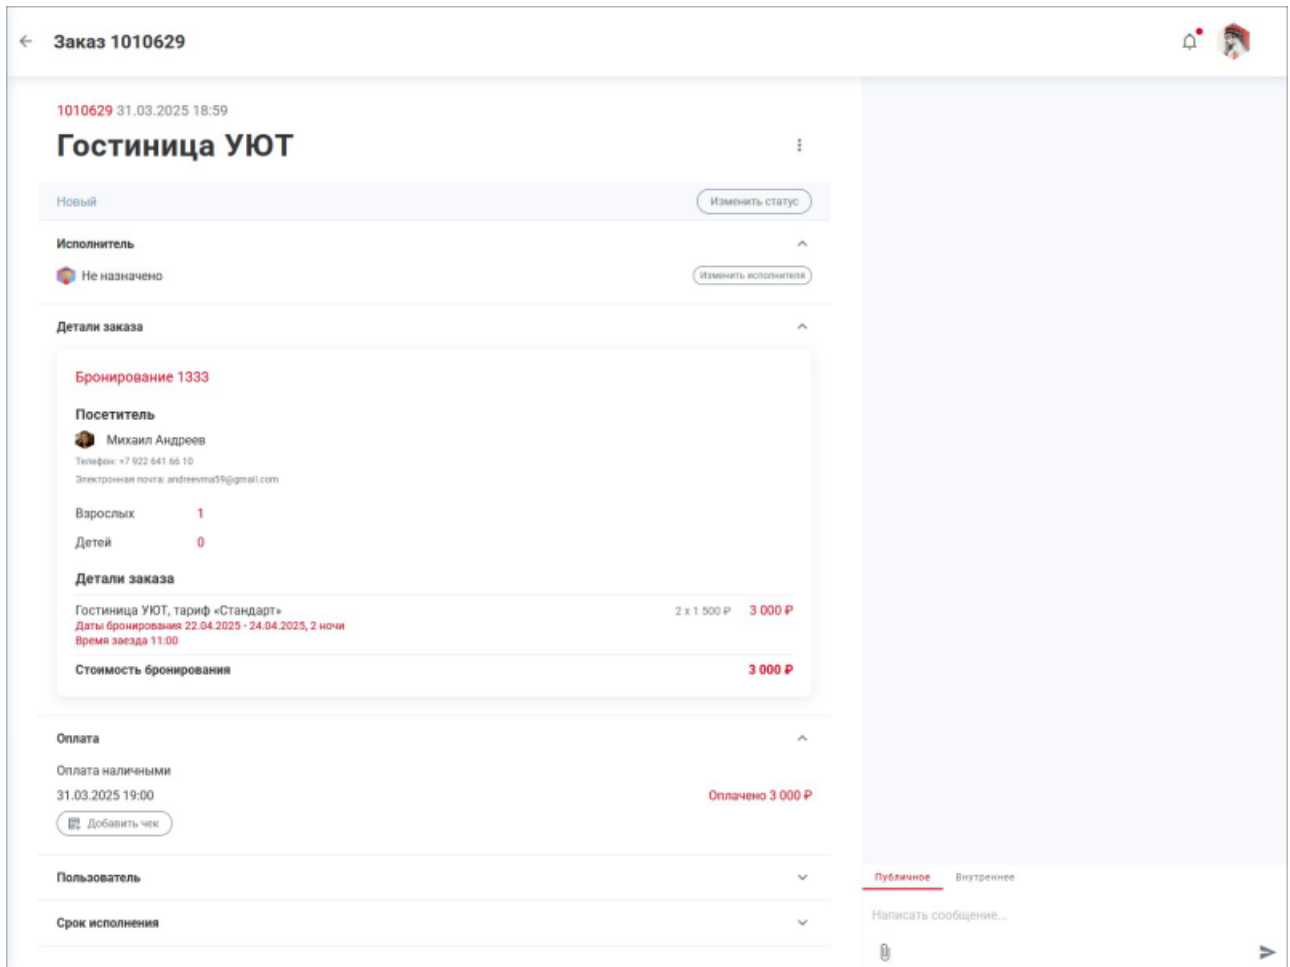 Заказ 1010629
1010629 31.03.2025 18:59
Гостиница УЮТ
Новый
Изменить статус
Исполнитель
Не назначено
Изменить исполнителя
Детали заказа
Бронирование 1333
Посетитель
Михаил Андреев
Телефон: +7 922 641 66 10
Электронная почта: andreevma59@gmail.com
Взрослых 1
Детей 0
Детали заказа
Гостиница УЮТ, тариф «Стандарт» 2 x 1 500 ₽ 3 000 ₽
Даты бронирования 22.04.2025 - 24.04.2025, 2 ночи
Время заезда 11:00
Стоимость бронирования 3 000 ₽
Оплата
Оплата наличными
31.03.2025 19:00 Оплачено 3 000 ₽
Добавить чек
Пользователь
Срок исполнения
Публичное Внутреннее
Написать сообщение...